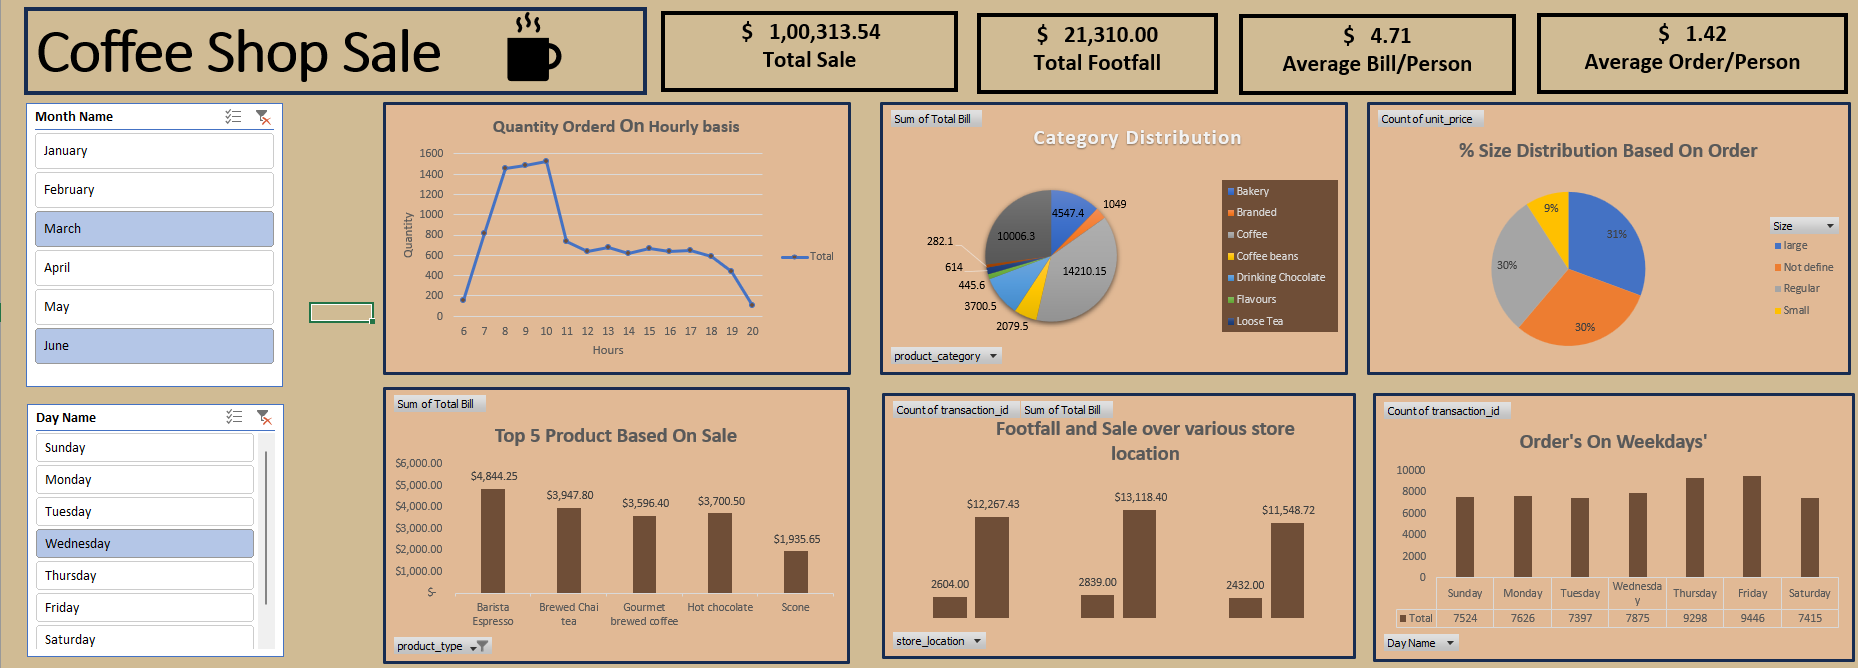 Coffee Shop Sale
$ 1,00,313.54
Total Sale
$ 21,310.00
Total Footfall
$ 4.71
Average Bill/Person
$ 1.42
Average Order/Person
Month Name
January
February
March
April
May
June
Day Name
Sunday
Monday
Tuesday
Wednesday
Thursday
Friday
Saturday
Quantity Orderd On Hourly basis
1600
1400
1200
1000
800
600
400
200
0
Quantity
6 7 8 9 10 11 12 13 14 15 16 17 18 19 20
Hours
Total
Sum of Total Bill
Category Distribution
4547.4
1049
10006.3
282.1
614
445.6
3700.5
2079.5
14210.15
Bakery
Branded
Coffee
Coffee beans
Drinking Chocolate
Flavours
Loose Tea
product_category
Count of unit_price
% Size Distribution Based On Order
9%
31%
30%
30%
Size
large
Not define
Regular
Small
Sum of Total Bill
Top 5 Product Based On Sale
$6,000.00
$5,000.00
$4,000.00
$3,000.00
$2,000.00
$1,000.00
$-
$4,844.25
$3,947.80
$3,596.40
$3,700.50
$1,935.65
Barista
Espresso
Brewed Chai
tea
Gourmet
brewed coffee
Hot chocolate
Scone
product_type
Count of transaction_id
Sum of Total Bill
Footfall and Sale over various store
location
2604.00
$12,267.43
2839.00
$13,118.40
2432.00
$11,548.72
store_location
Count of transaction_id
Order's On Weekdays'
10000
8000
6000
4000
2000
0
Sunday
Monday
Tuesday
Wednesda
y
Thursday
Friday
Saturday
Total 7524 7626 7397 7875 9298 9446 7415
Day Name